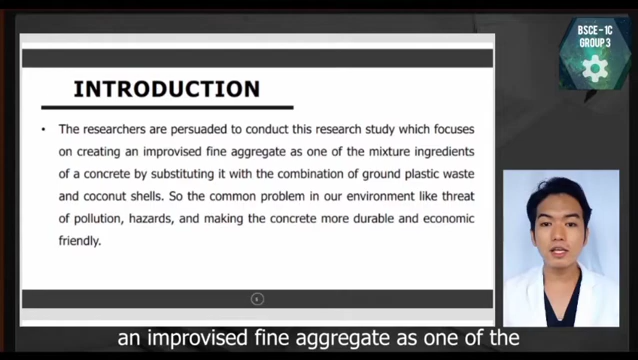 BSCE - 1C
GROUP 3
INTRODUCTION
• The researchers are persuaded to conduct this research study which focuses
on creating an improvised fine aggregate as one of the mixture ingredients
of a concrete by substituting it with the combination of ground plastic waste
and coconut shells. So the common problem in our environment like threat
of pollution, hazards, and making the concrete more durable and economic
friendly.
an improvised fine aggregate as one of the